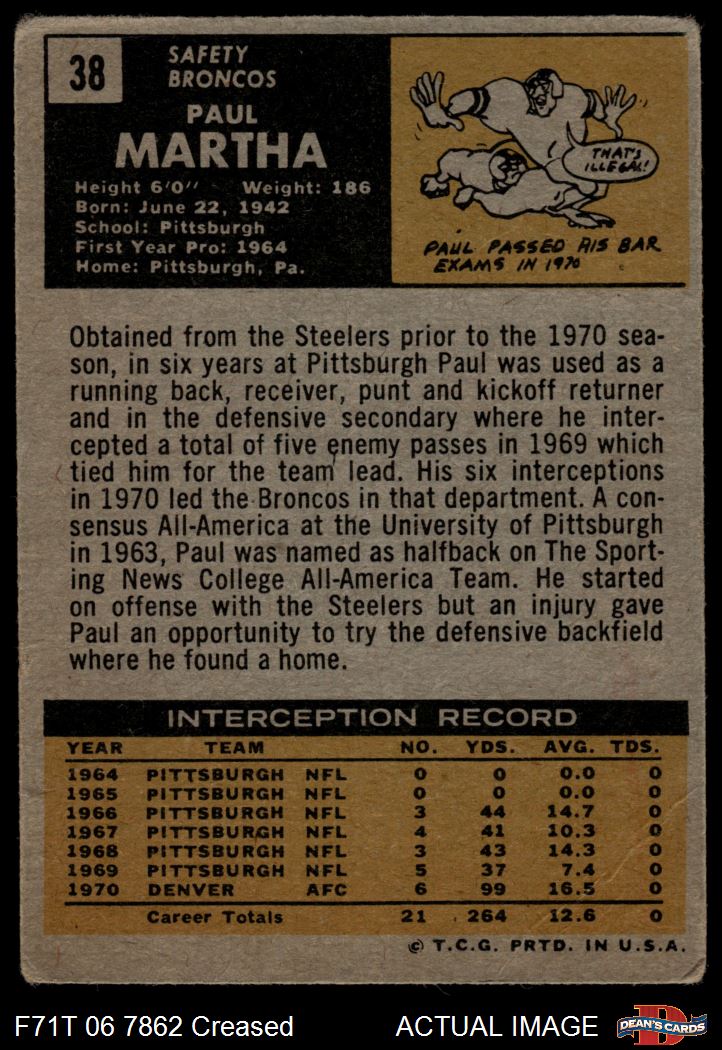 38
SAFETY
BRONCOS
PAUL
MARTHA
Height 6'0" Weight: 186
Born: June 22, 1942
School: Pittsburgh
First Year Pro: 1964
Home: Pittsburgh, Pa.
THAT'S
ILLEGAL!
PAUL PASSED HIS BAR
EXAMS IN 1970
Obtained from the Steelers prior to the 1970 sea-
son, in six years at Pittsburgh Paul was used as a
running back, receiver, punt and kickoff returner
and in the defensive secondary where he inter-
cepted a total of five enemy passes in 1969 which
tied him for the team lead. His six interceptions
in 1970 led the Broncos in that department. A con-
sensus All-America at the University of Pittsburgh
in 1963, Paul was named as halfback on The Sport-
ing News College All-America Team. He started
on offense with the Steelers but an injury gave
Paul an opportunity to try the defensive backfield
where he found a home.
INTERCEPTION RECORD
YEAR TEAM NO. YDS. AVG. TDS.
1964 PITTSBURGH NFL 0 0 0.0 0
1965 PITTSBURGH NFL 0 0 0.0 0
1966 PITTSBURGH NFL 3 44 14.7 0
1967 PITTSBURGH NFL 4 41 10.3 0
1968 PITTSBURGH NFL 3 43 14.3 0
1969 PITTSBURGH NFL 5 37 7.4 0
1970 DENVER AFC 6 99 16.5 0
Career Totals 21 264 12.6 0
© T.C.G. PRTD. IN U.S.A.
F71T 06 7862 Creased ACTUAL IMAGE
D
DEAN'S CARDS